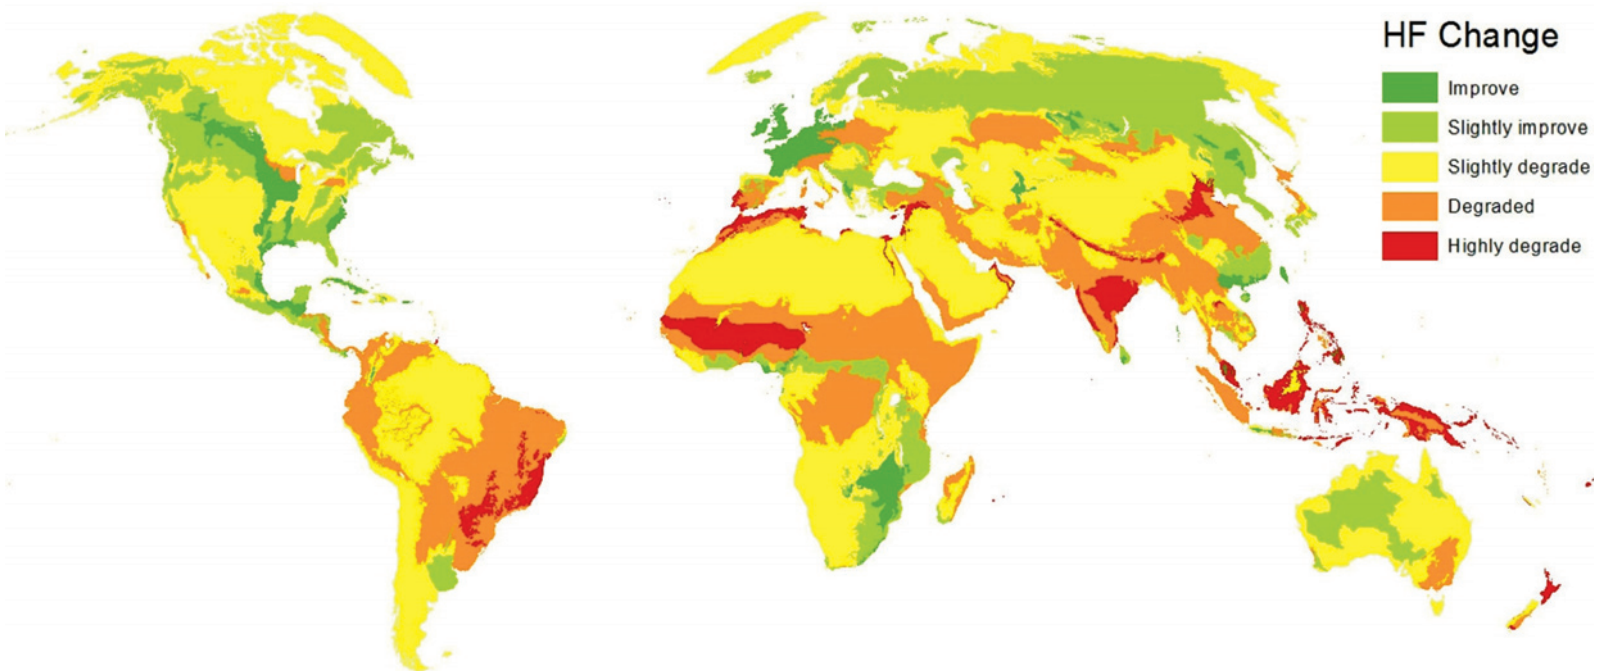 HF Change
Improve
Slightly improve
Slightly degrade
Degraded
Highly degrade